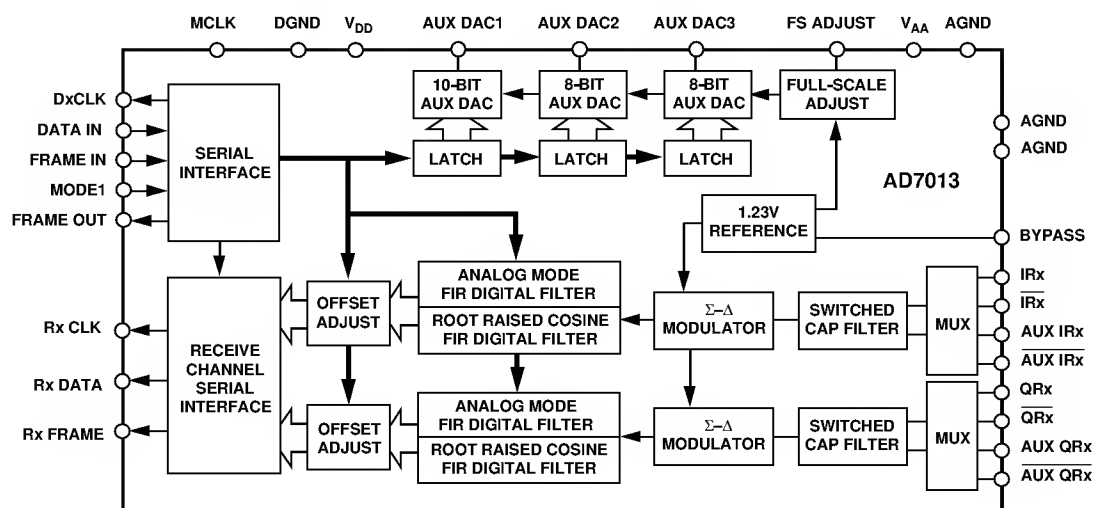 MCLK
DGND
VDD
AUX DAC1
AUX DAC2
AUX DAC3
FS ADJUST
VAA
AGND
DxCLK
DATA IN
FRAME IN
MODE1
FRAME OUT
SERIAL
INTERFACE
10-BIT
AUX DAC
8-BIT
AUX DAC
8-BIT
AUX DAC
FULL-SCALE
ADJUST
LATCH
LATCH
LATCH
AGND
AGND
AD7013
1.23V
REFERENCE
BYPASS
Rx CLK
Rx DATA
Rx FRAME
RECEIVE
CHANNEL
SERIAL
INTERFACE
OFFSET
ADJUST
ANALOG MODE
FIR DIGITAL FILTER
ROOT RAISED COSINE
FIR DIGITAL FILTER
Σ–Δ
MODULATOR
SWITCHED
CAP FILTER
MUX
IRx
IRx
AUX IRx
AUX IRx
OFFSET
ADJUST
ANALOG MODE
FIR DIGITAL FILTER
ROOT RAISED COSINE
FIR DIGITAL FILTER
Σ–Δ
MODULATOR
SWITCHED
CAP FILTER
MUX
QRx
QRx
AUX QRx
AUX QRx